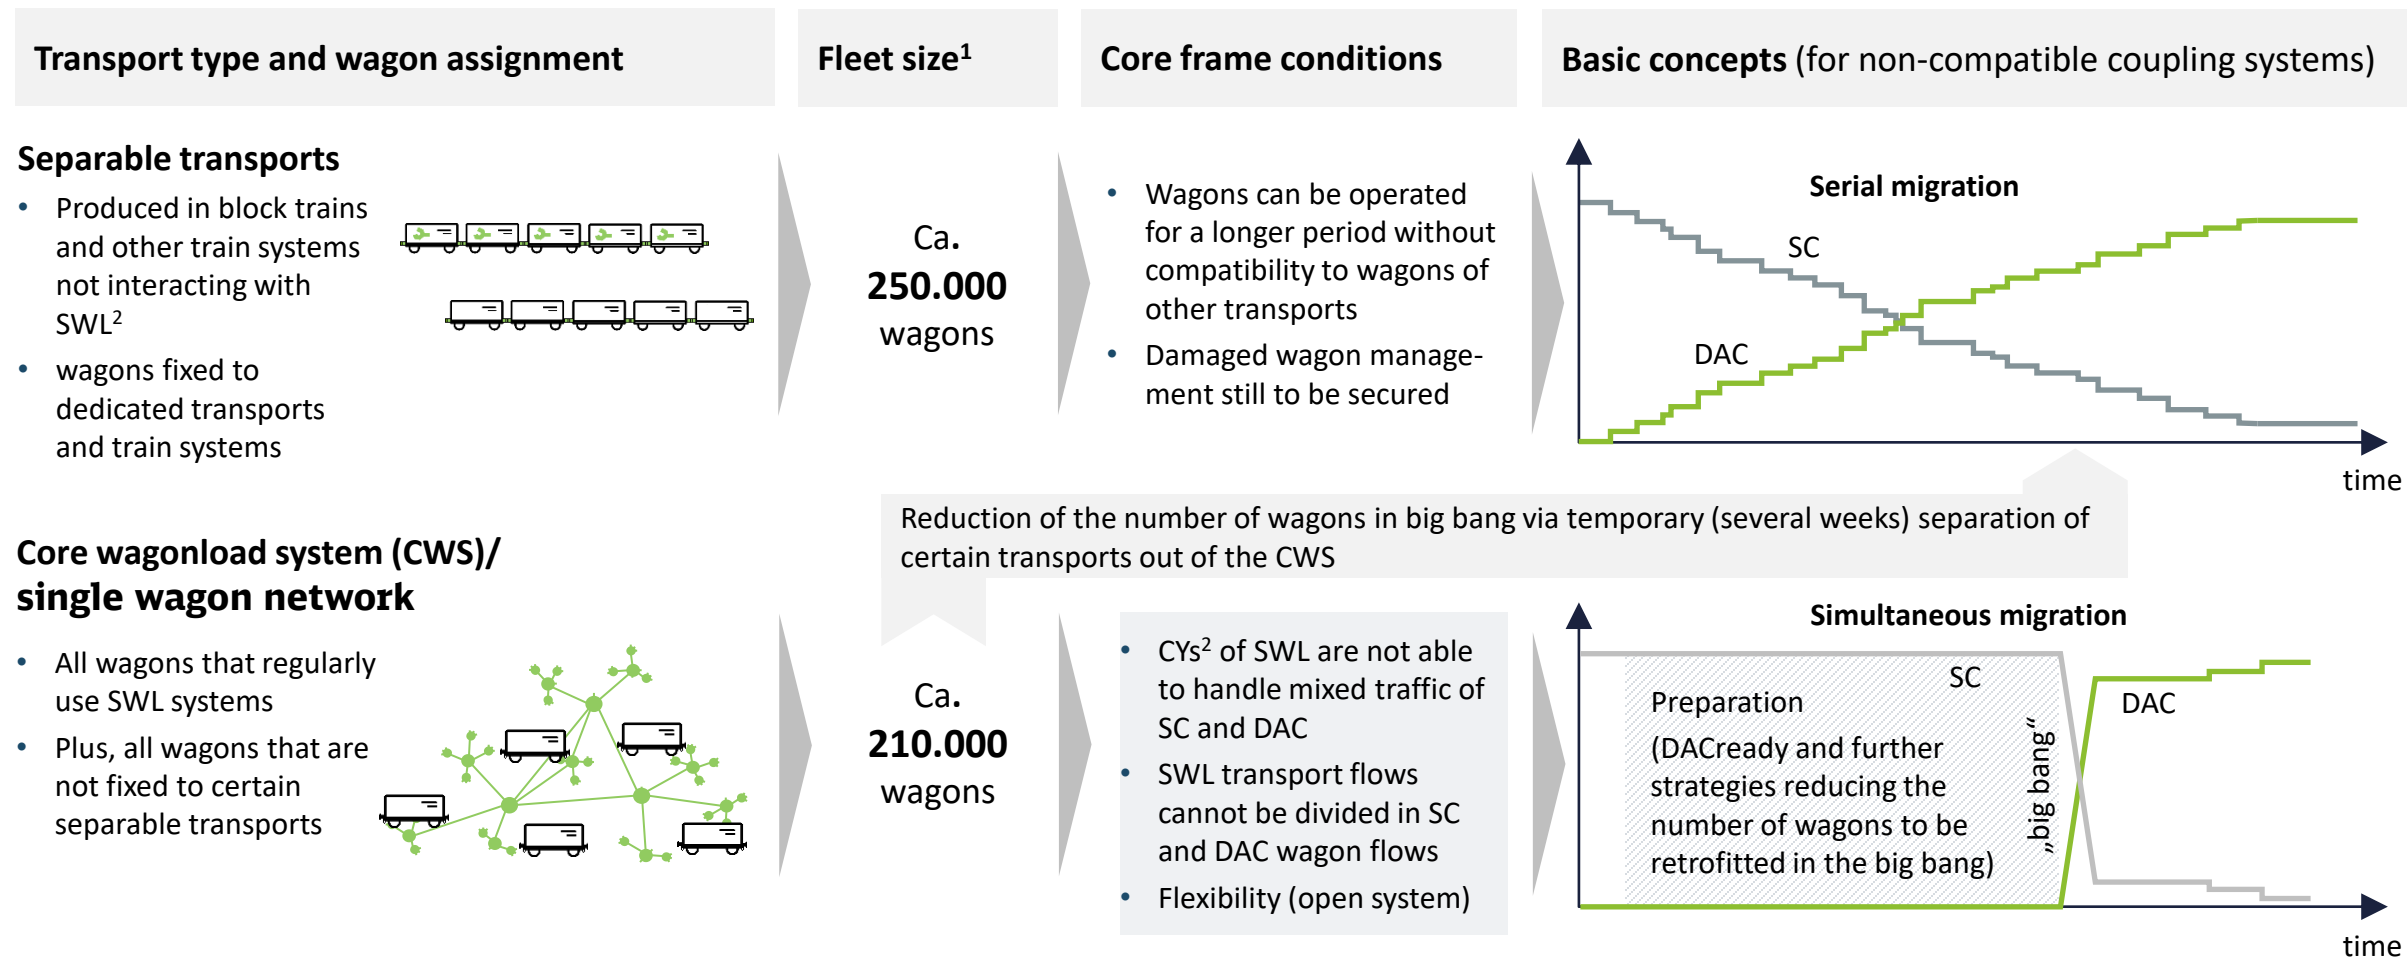 Transport type and wagon assignment
Fleet size¹
Core frame conditions
Basic concepts (for non-compatible coupling systems)
Separable transports
• Produced in block trains
and other train systems
not interacting with
SWL²
• wagons fixed to
dedicated transports
and train systems
Ca.
250.000
wagons
• Wagons can be operated
for a longer period without
compatibility to wagons of
other transports
• Damaged wagon manage-
ment still to be secured
Serial migration
SC
DAC
time
Reduction of the number of wagons in big bang via temporary (several weeks) separation of
certain transports out of the CWS
Core wagonload system (CWS)/
single wagon network
• All wagons that regularly
use SWL systems
• Plus, all wagons that are
not fixed to certain
separable transports
Ca.
210.000
wagons
• CYs² of SWL are not able
to handle mixed traffic of
SC and DAC
• SWL transport flows
cannot be divided in SC
and DAC wagon flows
• Flexibility (open system)
Simultaneous migration
SC
Preparation
(DACready and further
strategies reducing the
number of wagons to be
retrofitted in the big bang)
„big bang“
DAC
time